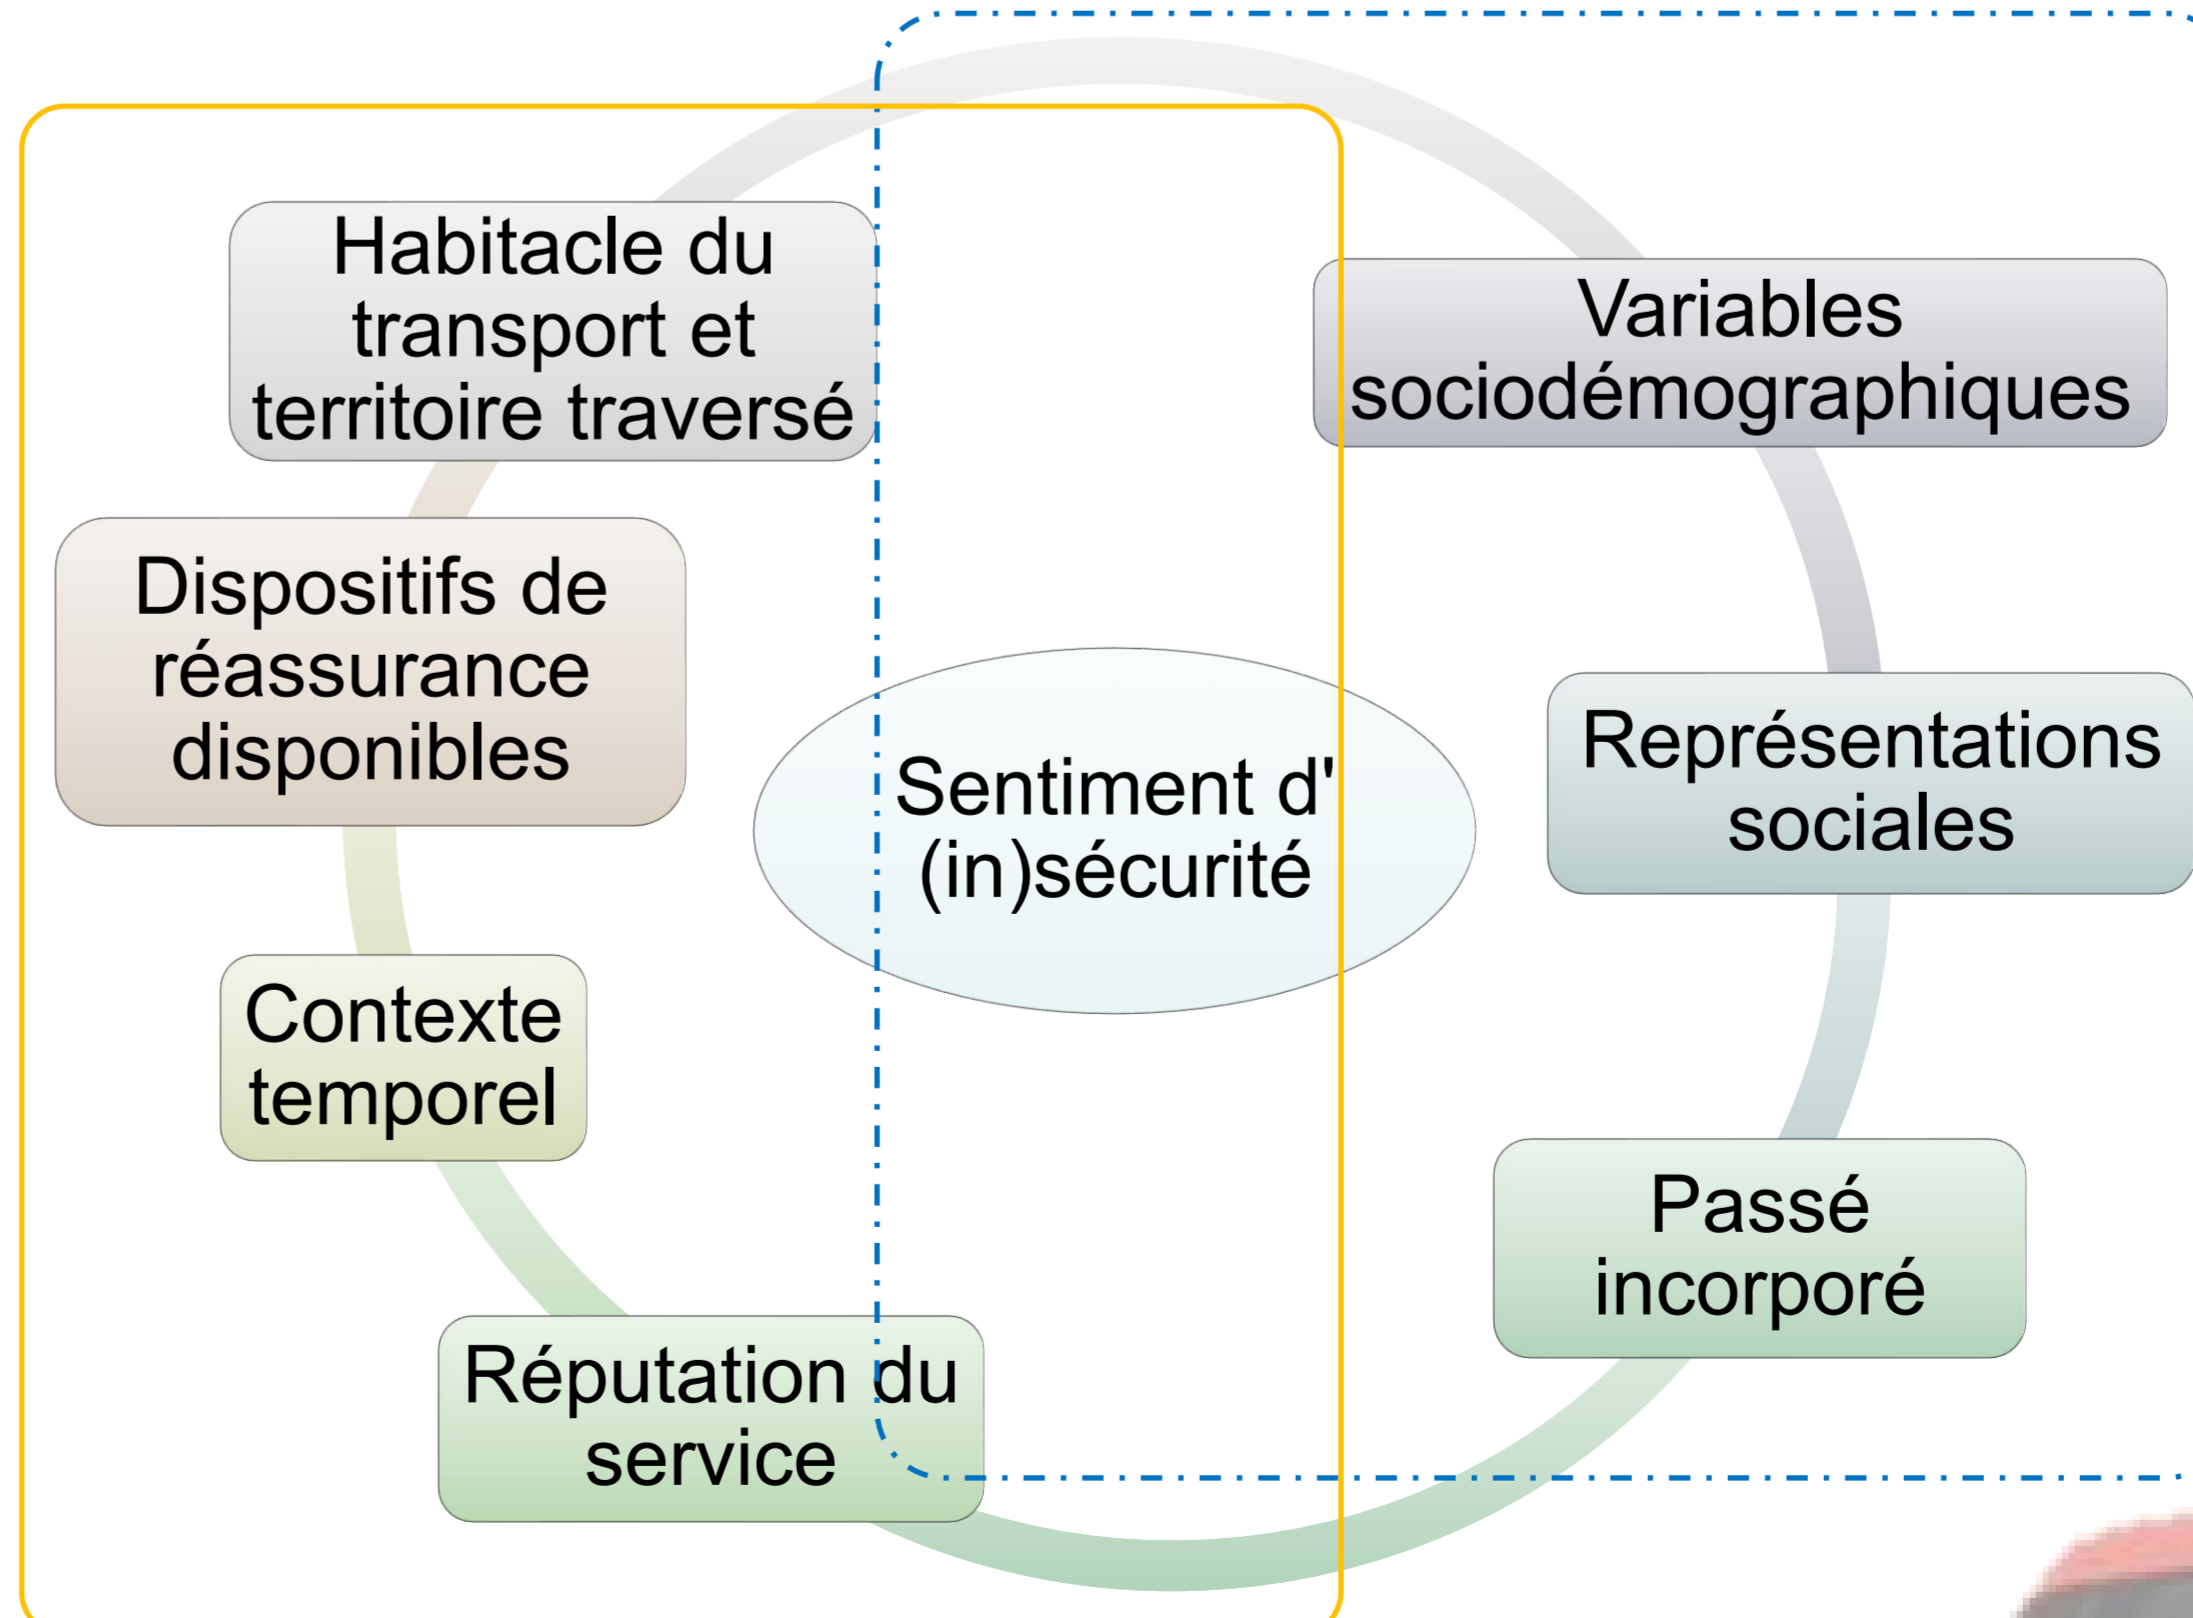 Habitacle du
transport et
territoire traversé
Variables
sociodémographiques
Dispositifs de
réassurance
disponibles
Sentiment d'
(in)sécurité
Représentations
sociales
Contexte
temporel
Passé
incorporé
Réputation du
service